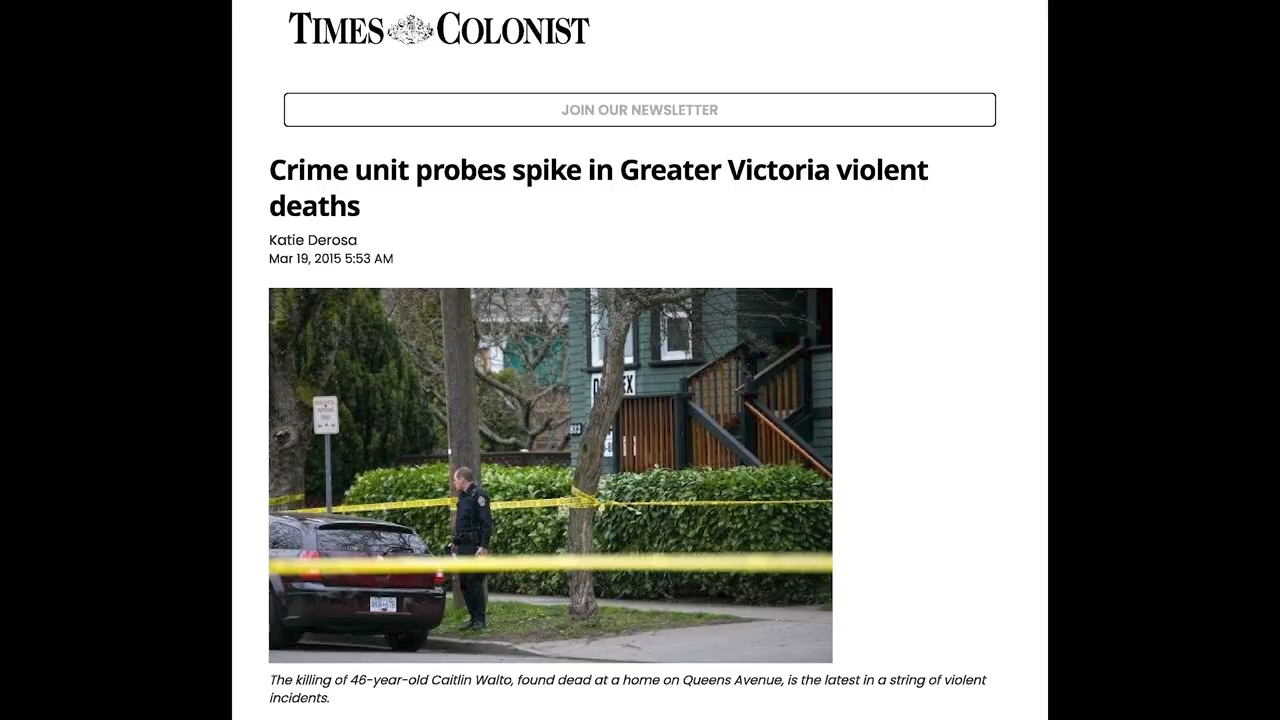 TIMES COLONIST
JOIN OUR NEWSLETTER
Crime unit probes spike in Greater Victoria violent
deaths
Katie Derosa
Mar 19, 2015 5:53 AM
832
The killing of 46-year-old Caitlin Walto, found dead at a home on Queens Avenue, is the latest in a string of violent
incidents.